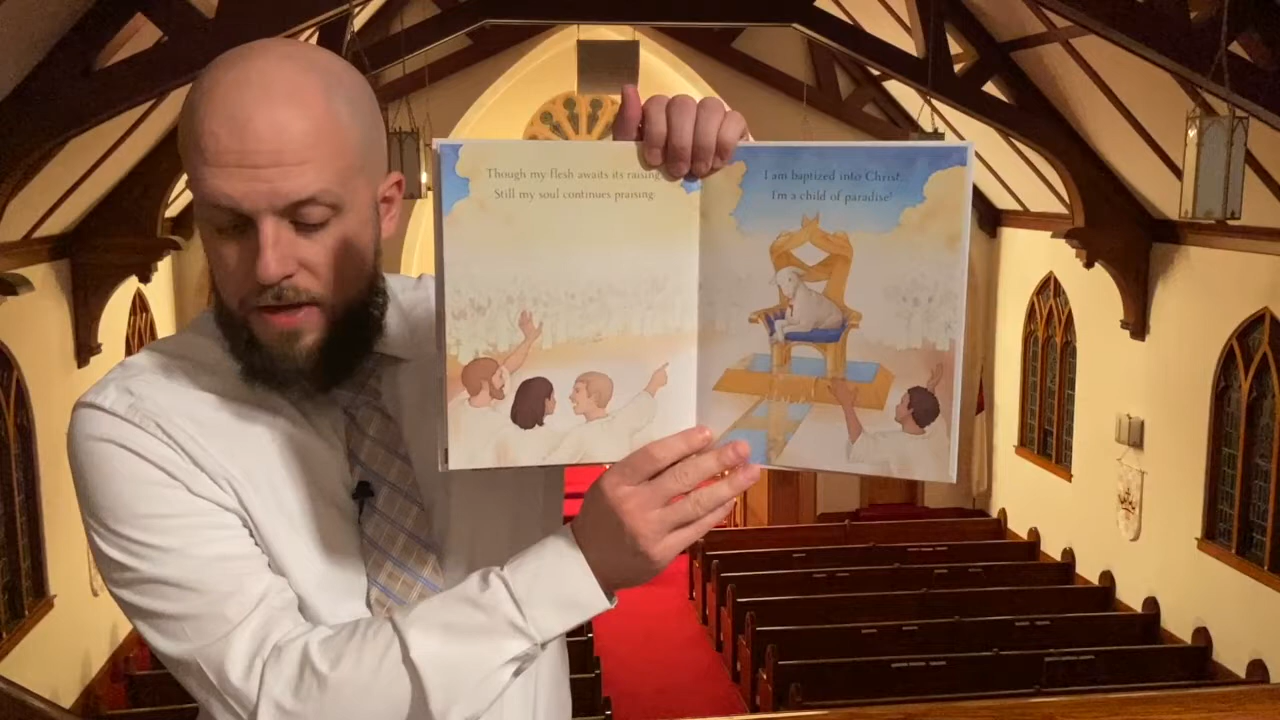 Though my flesh awaits its raising,
Still my soul continues praising:
I am baptized into Christ;
I'm a child of paradise!